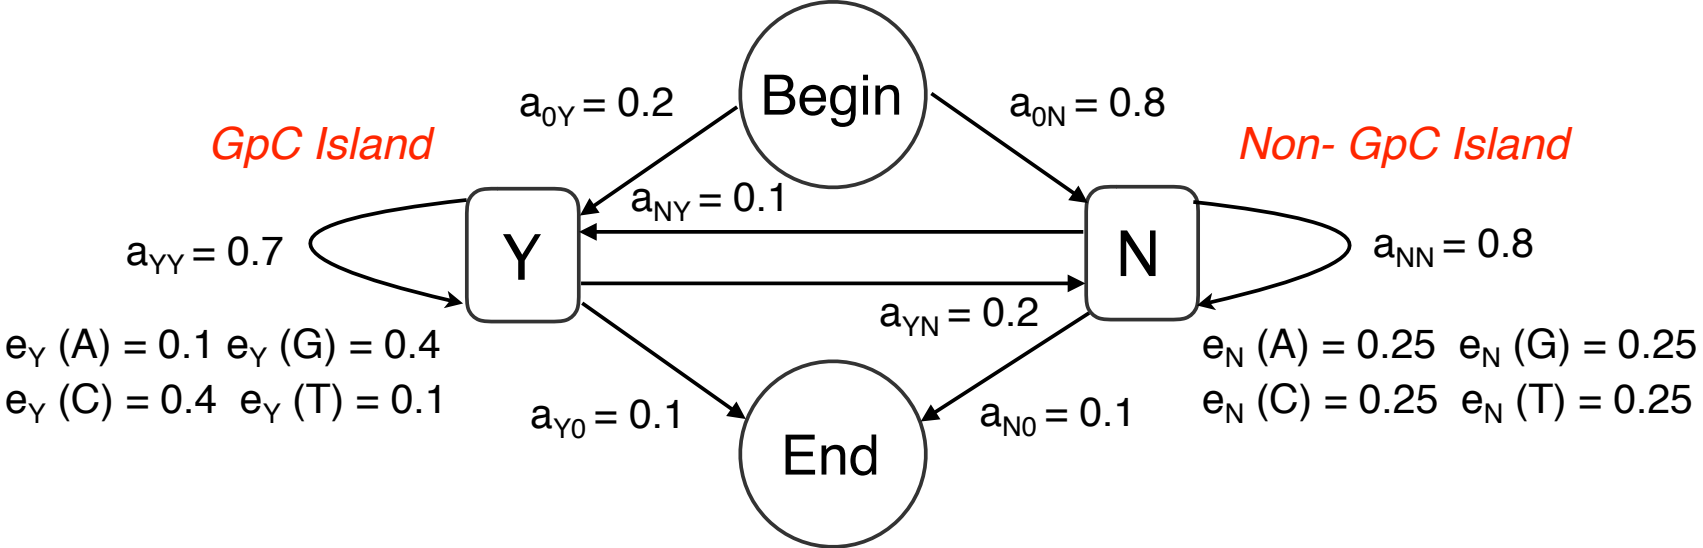 Begin
a0Y = 0.2
a0N = 0.8
GpC Island
Non- GpC Island
aNY = 0.1
Y
N
aYY = 0.7
aNN = 0.8
aYN = 0.2
eY (A) = 0.1 eY (G) = 0.4
eY (C) = 0.4 eY (T) = 0.1
eN (A) = 0.25 eN (G) = 0.25
eN (C) = 0.25 eN (T) = 0.25
aY0 = 0.1
aN0 = 0.1
End